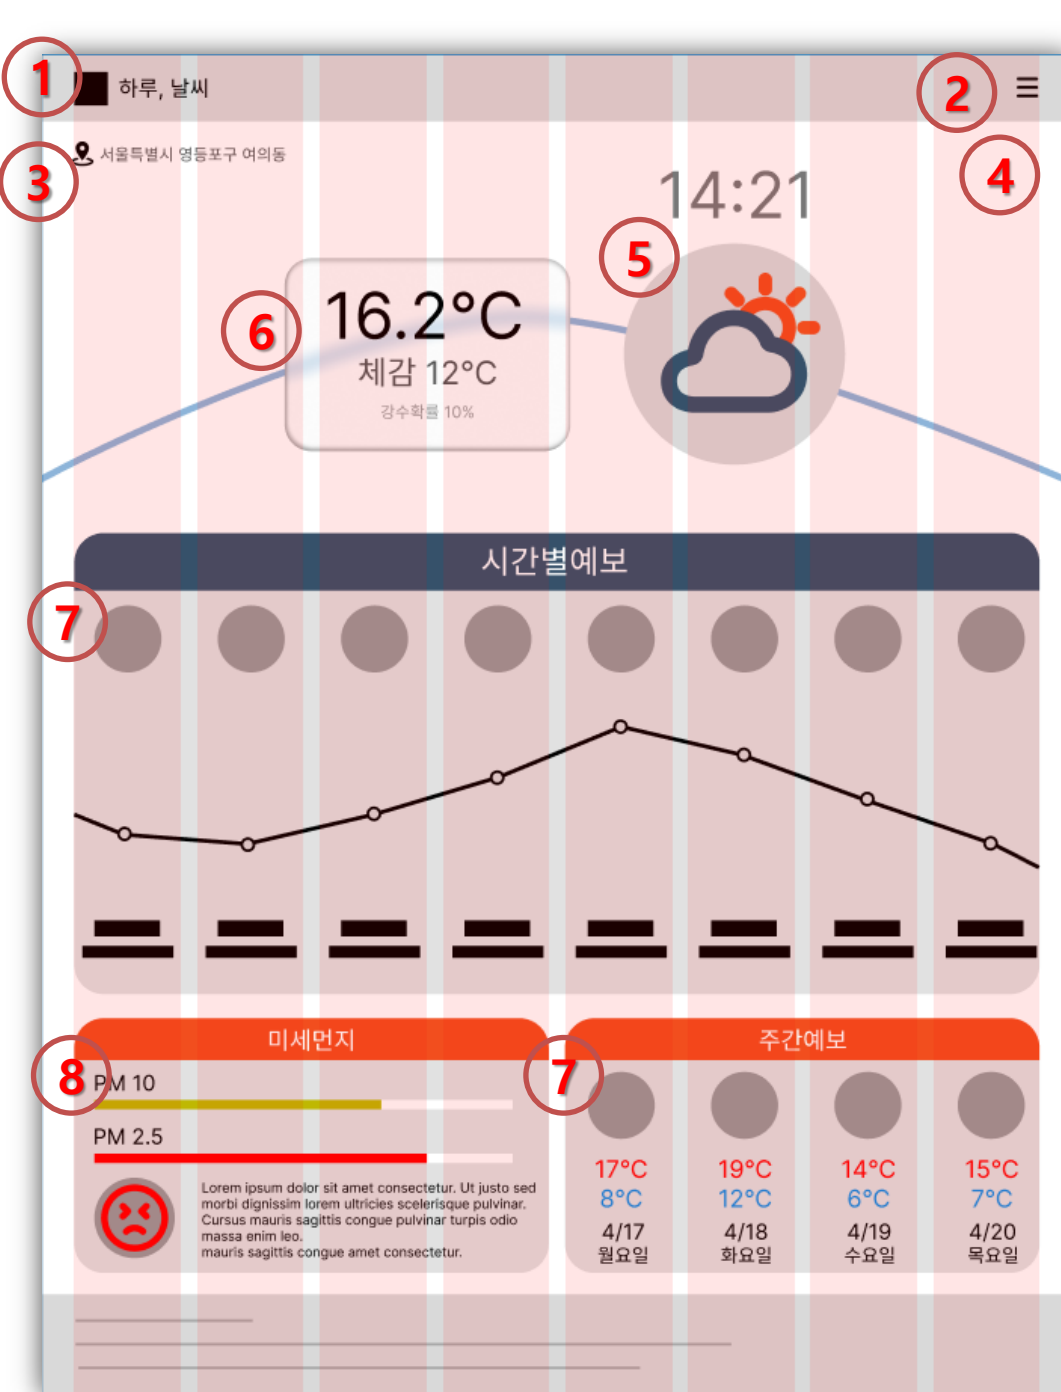 1
하루, 날씨
2
3
서울특별시 영등포구 여의동
4
14:21
5
6
16.2°C
체감 12°C
강수확률 10%
시간별예보
7
미세먼지
8
PM 10
PM 2.5
Lorem ipsum dolor sit amet consectetur. Ut justo sed
morbi dignissim lorem ultricies scelerisque pulvinar.
Cursus mauris sagittis congue pulvinar turpis odio
massa enim leo.
mauris sagittis congue amet consectetur.
주간예보
7
17°C 19°C 14°C 15°C
8°C 12°C 6°C 7°C
4/17 4/18 4/19 4/20
월요일 화요일 수요일 목요일